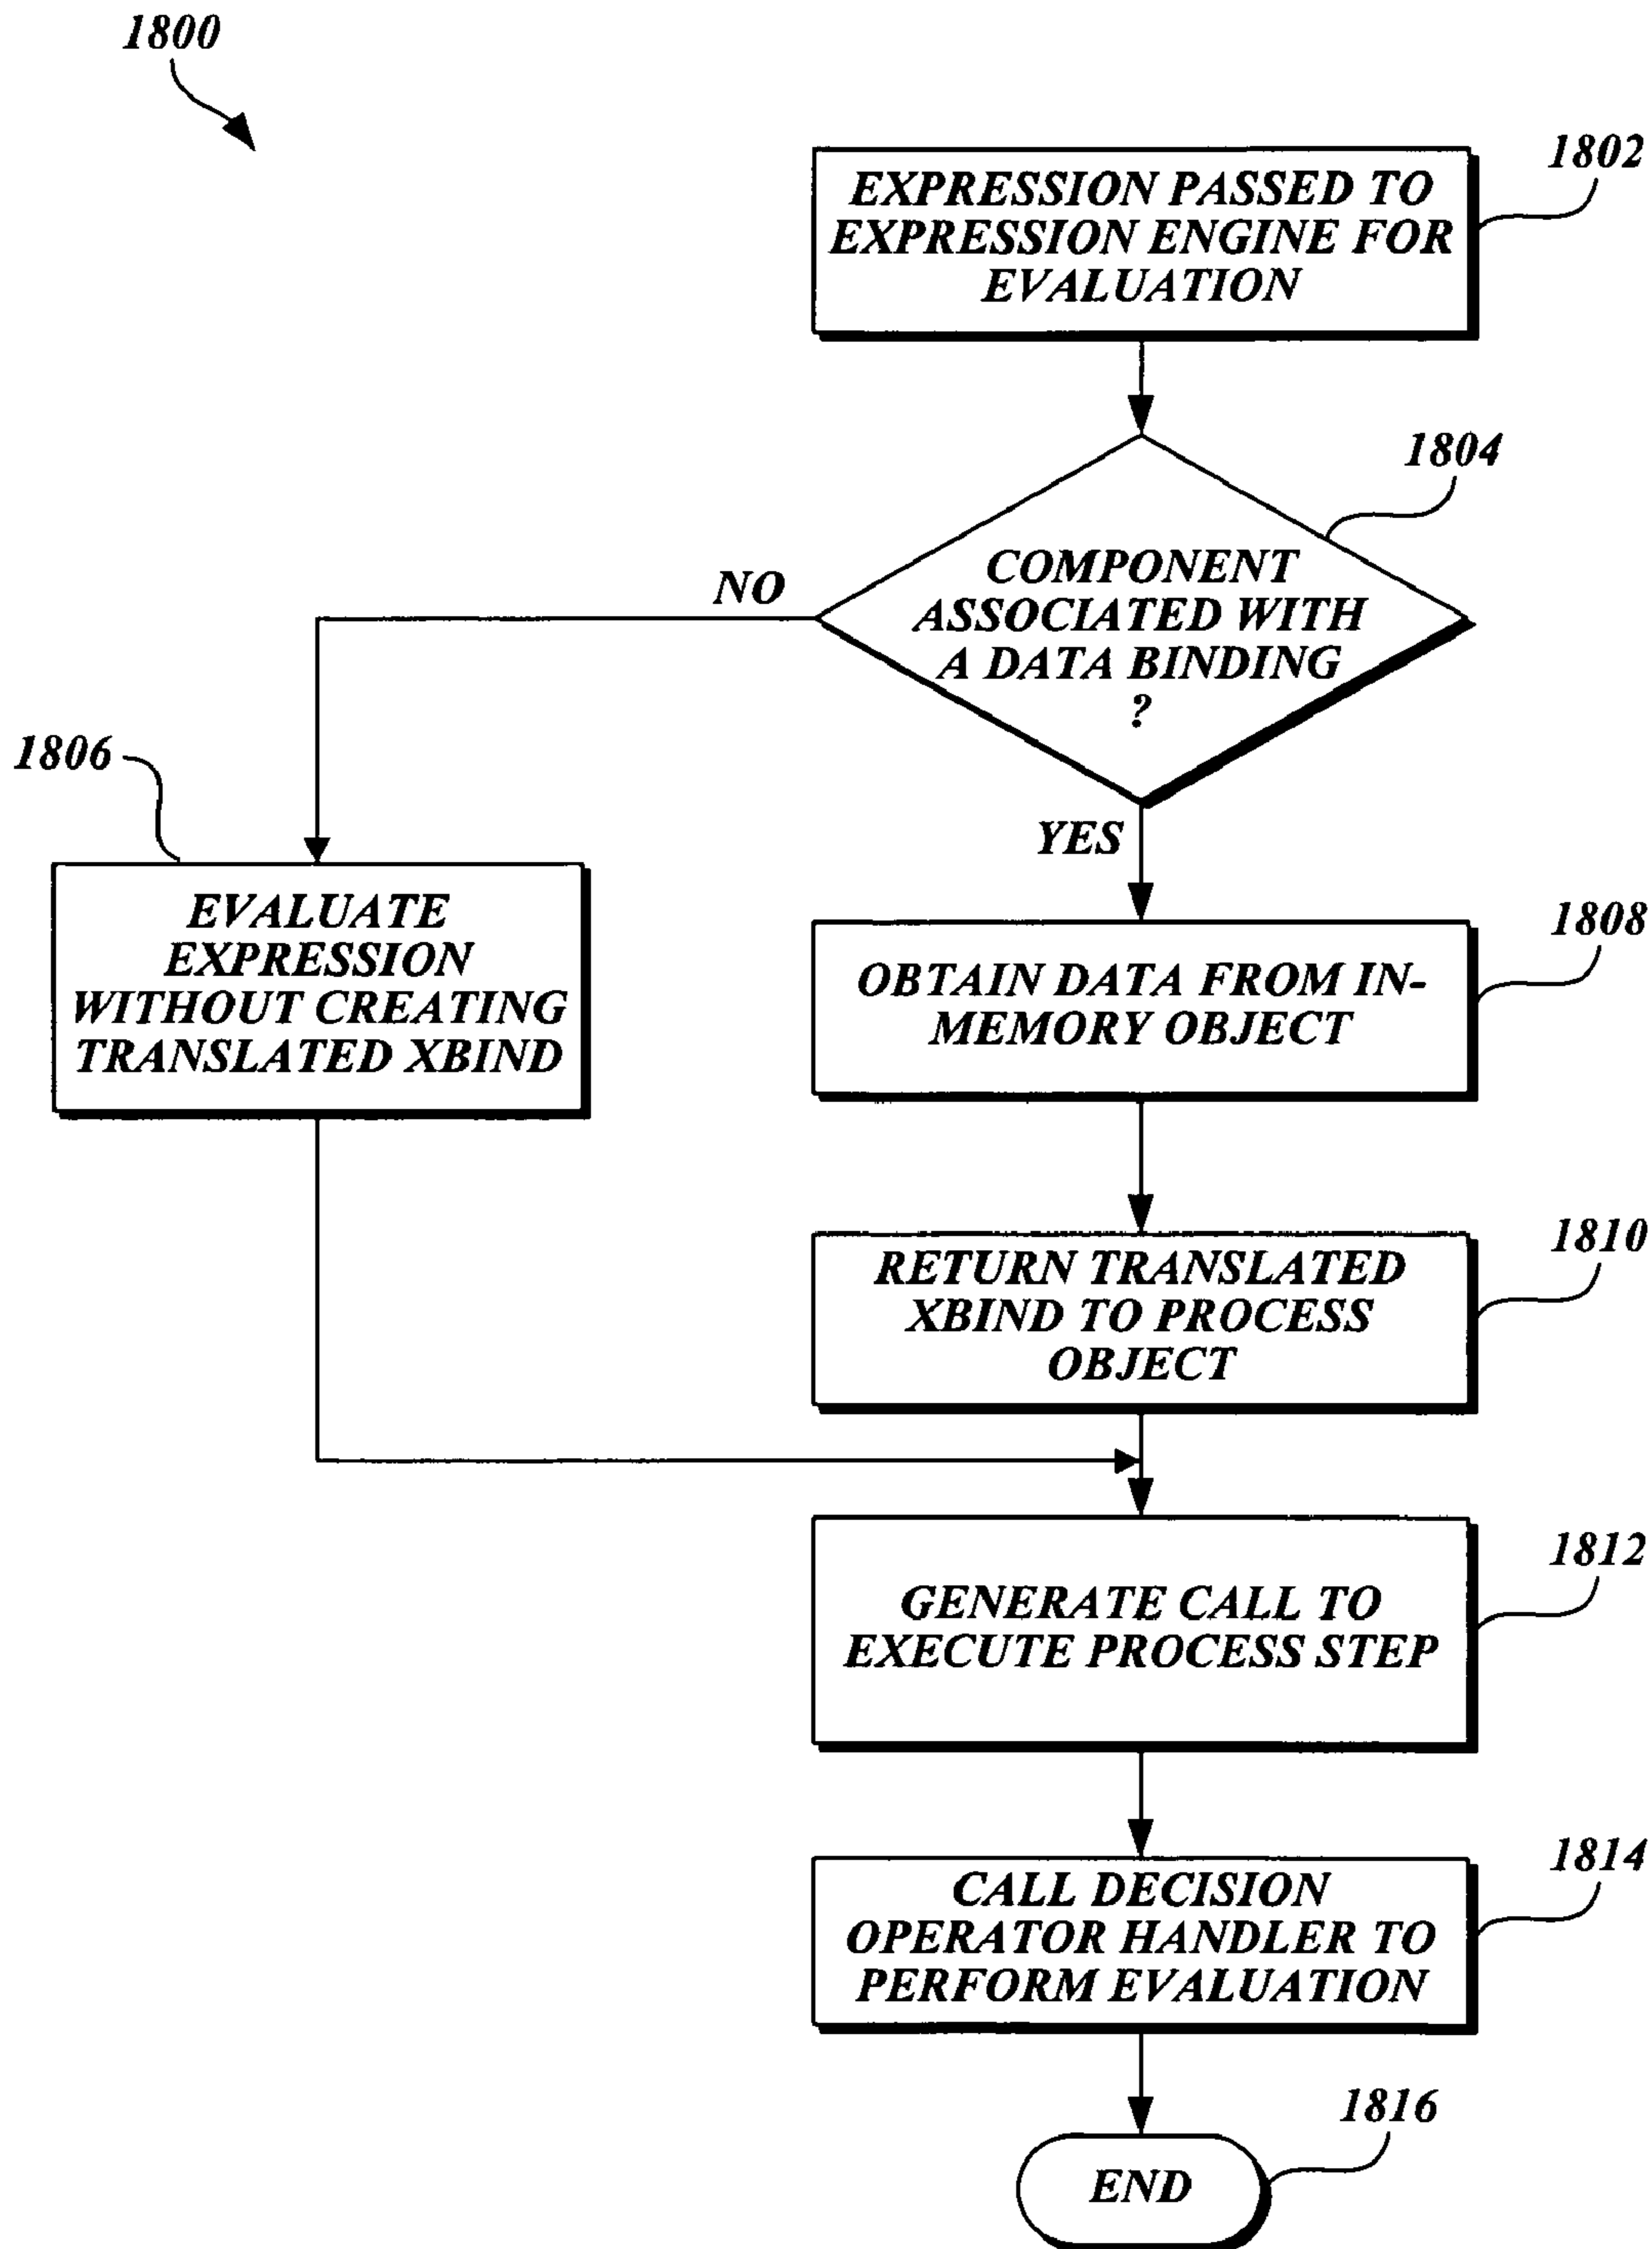 1800
1802
EXPRESSION PASSED TO
EXPRESSION ENGINE FOR
EVALUATION
1804
COMPONENT
ASSOCIATED WITH
A DATA BINDING
?
NO
YES
1806
EVALUATE
EXPRESSION
WITHOUT CREATING
TRANSLATED XBIND
1808
OBTAIN DATA FROM IN-
MEMORY OBJECT
1810
RETURN TRANSLATED
XBIND TO PROCESS
OBJECT
1812
GENERATE CALL TO
EXECUTE PROCESS STEP
1814
CALL DECISION
OPERATOR HANDLER TO
PERFORM EVALUATION
1816
END